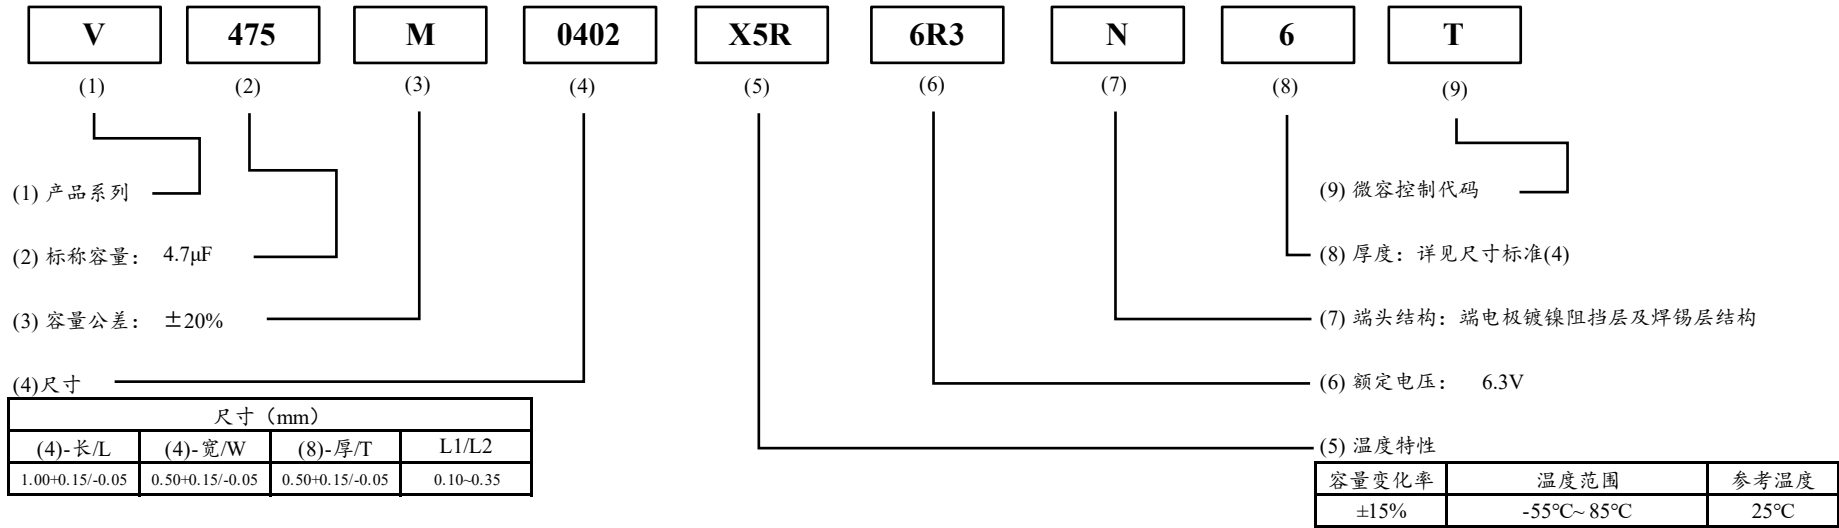 V 475 M 0402 X5R 6R3 N 6 T
(1) (2) (3) (4) (5) (6) (7) (8) (9)
(1) 产品系列
(9) 微容控制代码
(2) 标称容量： 4.7μF
(8) 厚度：详见尺寸标准(4)
(3) 容量公差： ±20%
(7) 端头结构：端电极镀镍阻挡层及焊锡层结构
(4)尺寸
(6) 额定电压： 6.3V
尺寸（mm）
(4)-长/L (4)-宽/W (8)-厚/T L1/L2
1.00+0.15/-0.05 0.50+0.15/-0.05 0.50+0.15/-0.05 0.10~0.35
(5) 温度特性
容量变化率 温度范围 参考温度
±15% -55℃~ 85℃ 25℃